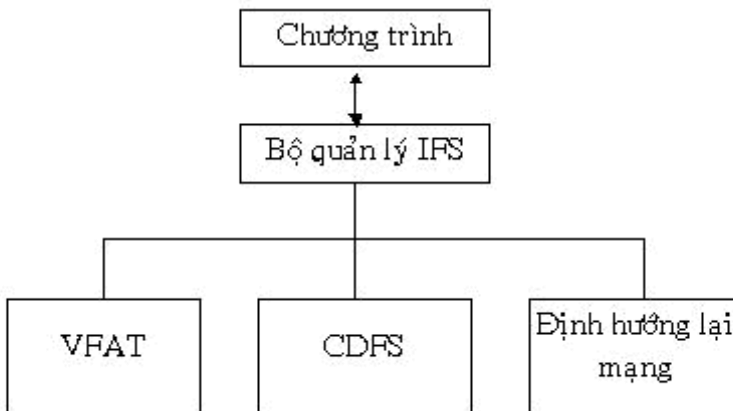 Chương trình
Bộ quản lý IFS
VFAT
CDFS
Định hướng lại
mạng